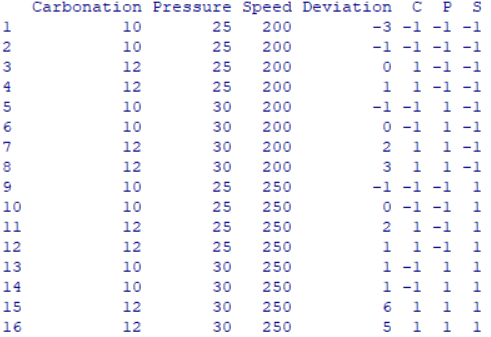 Carbonation Pressure Speed Deviation C P S
1 10 25 200 -3 -1 -1 -1
2 10 25 200 -1 -1 -1 -1
3 12 25 200 0 1 -1 -1
4 12 25 200 1 1 -1 -1
5 10 30 200 -1 -1 1 -1
6 10 30 200 0 -1 1 -1
7 12 30 200 2 1 1 -1
8 12 30 200 3 1 1 -1
9 10 25 250 -1 -1 -1 1
10 10 25 250 0 -1 -1 1
11 12 25 250 2 1 -1 1
12 12 25 250 1 1 -1 1
13 10 30 250 1 -1 1 1
14 10 30 250 1 -1 1 1
15 12 30 250 6 1 1 1
16 12 30 250 5 1 1 1